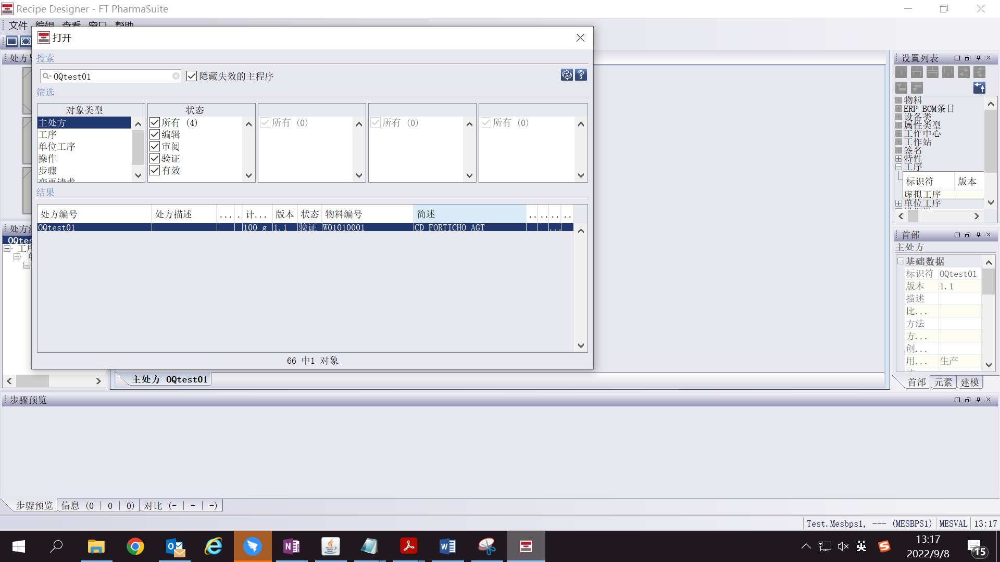 Recipe Designer - FT PharmaSuite
文件 编辑 查看 窗口 帮助
打开
搜索
OQtest01
隐藏失效的主程序
筛选
对象类型
主处方
工序
单位工序
操作
步骤
变更请求
状态
所有 (4)
编辑
审阅
验证
有效
所有 (0)
所有 (0)
所有 (0)
结果
处方编号 处方描述 ... . 计... 版本 状态 物料编号 简述 .. .. .. ..
OQtest01 100 g 1.1 验证 W01010001 CD FORTICHO AGT ...
66 中1 对象
处方
处方
OQtes
工序
主处方 OQtest01
设置列表
物料
ERP BOM条目
设备类
属性类型
工作中心
工作站
签名
特性
工序
标识符 版本
虚拟工序
单位工序
首部
主处方
基础数据
标识符 OQtest01
版本 1.1
描述
比...
方法
方...
创...
用... 生产
首部 元素 建模
步骤预览
步骤预览 信息 (0 | 0 | 0) 对比 (- | - | -)
Test.Mesbps1, --- (MESBPS1) MESVAL 13:17
英
13:17
2022/9/8
15